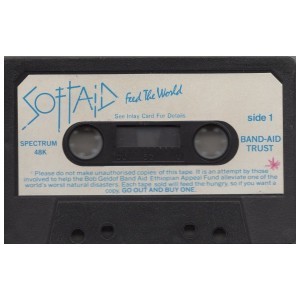 SOFTAID Feed The World
See Inlay Card For Details
side 1
SPECTRUM
48K
BAND-AID
TRUST
Please do not make unauthorised copies of this tape. It is an attempt by those
involved to help the Bob Geldof Band Aid Ethiopian Appeal Fund alleviate one of the
world's worst natural disasters. Each tape sold will feed the hungry, so if you want a
copy, GO OUT AND BUY ONE.